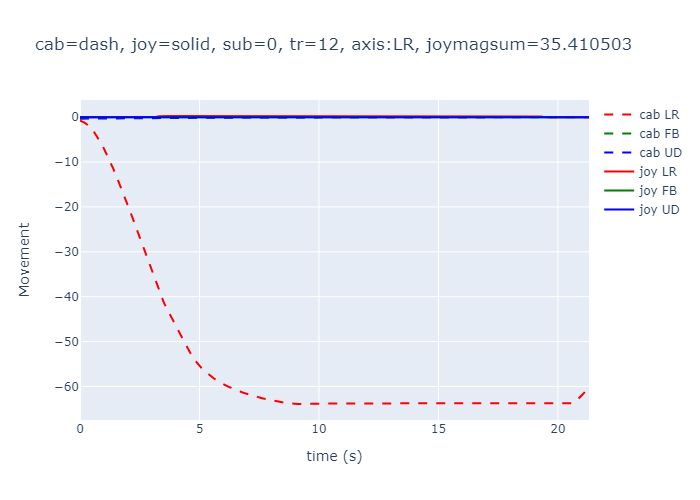 cab=dash, joy=solid, sub=0, tr=12, axis:LR, joymagsum=35.410503
0
−10
−20
−30
−40
−50
−60
Movement
0
5
10
15
20
time (s)
cab LR
cab FB
cab UD
joy LR
joy FB
joy UD